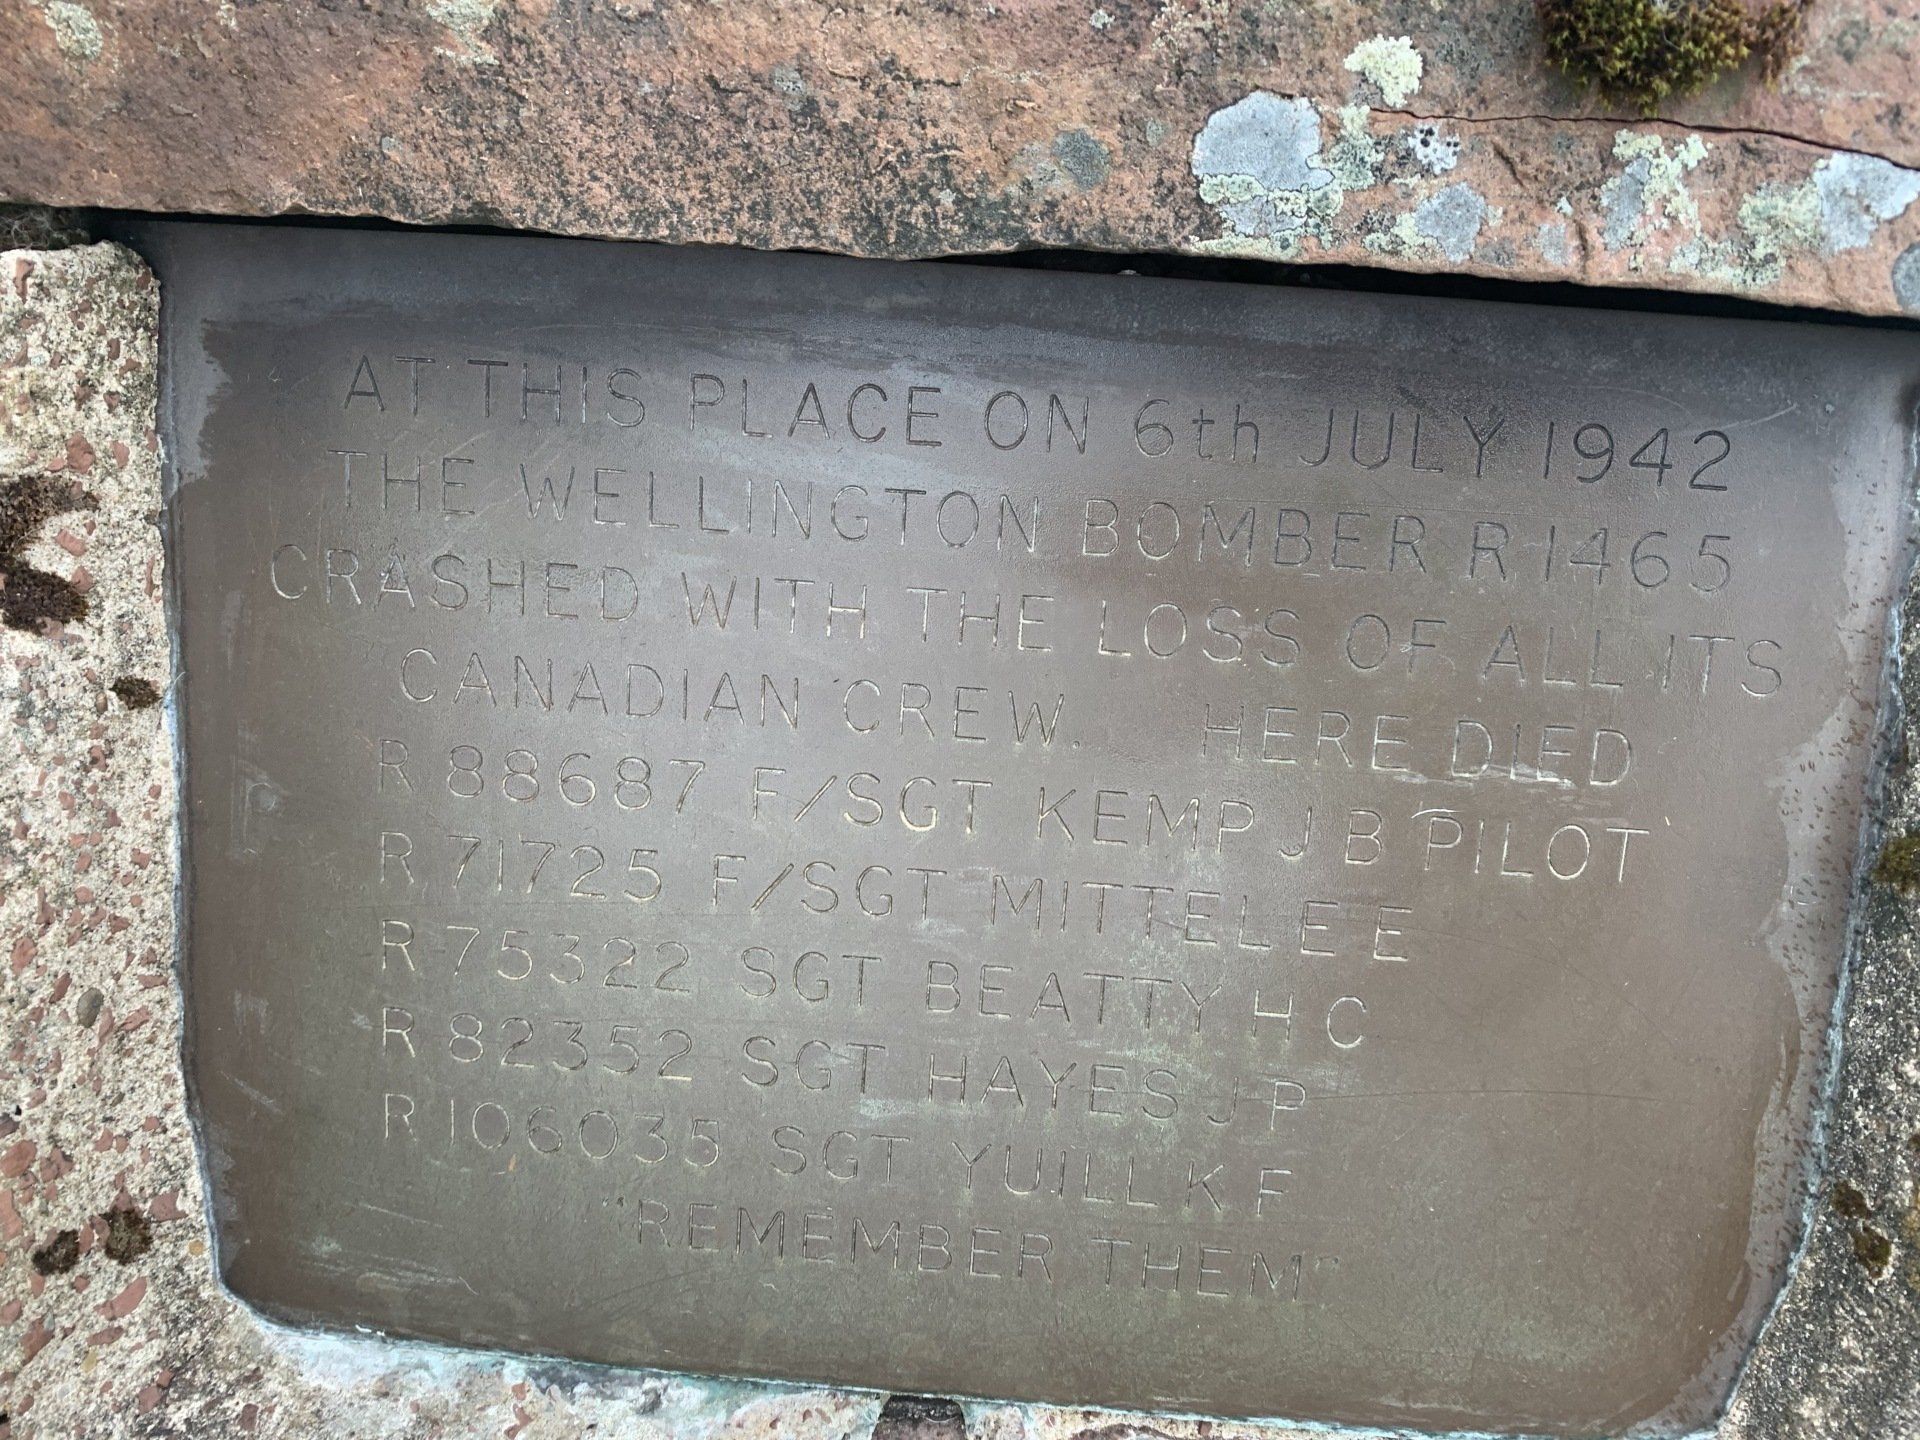 AT THIS PLACE ON 6th JULY 1942
THE WELLINGTON BOMBER R 1465
CRASHED WITH THE LOSS OF ALL ITS
CANADIAN CREW. HERE DIED
R 88687 F/SGT KEMP J B PILOT
R 71725 F/SGT MITTELE E
R 75322 SGT BEATTY H C
R 82352 SGT HAYES J P
R 106035 SGT YUILL K F
"REMEMBER THEM"